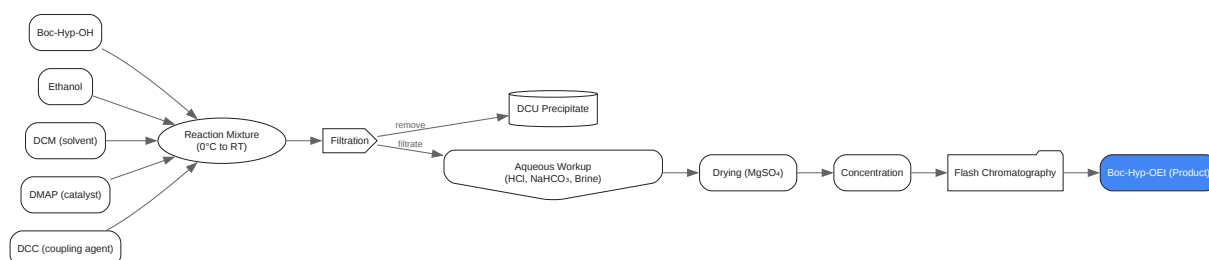 Boc-Hyp-OH
Ethanol
DCM (solvent)
DMAP (catalyst)
DCC (coupling agent)
Reaction Mixture
(0°C to RT)
Filtration
remove
filtrate
DCU Precipitate
Aqueous Workup
(HCl, NaHCO₃, Brine)
Drying (MgSO₄)
Concentration
Flash Chromatography
Boc-Hyp-OEt (Product)